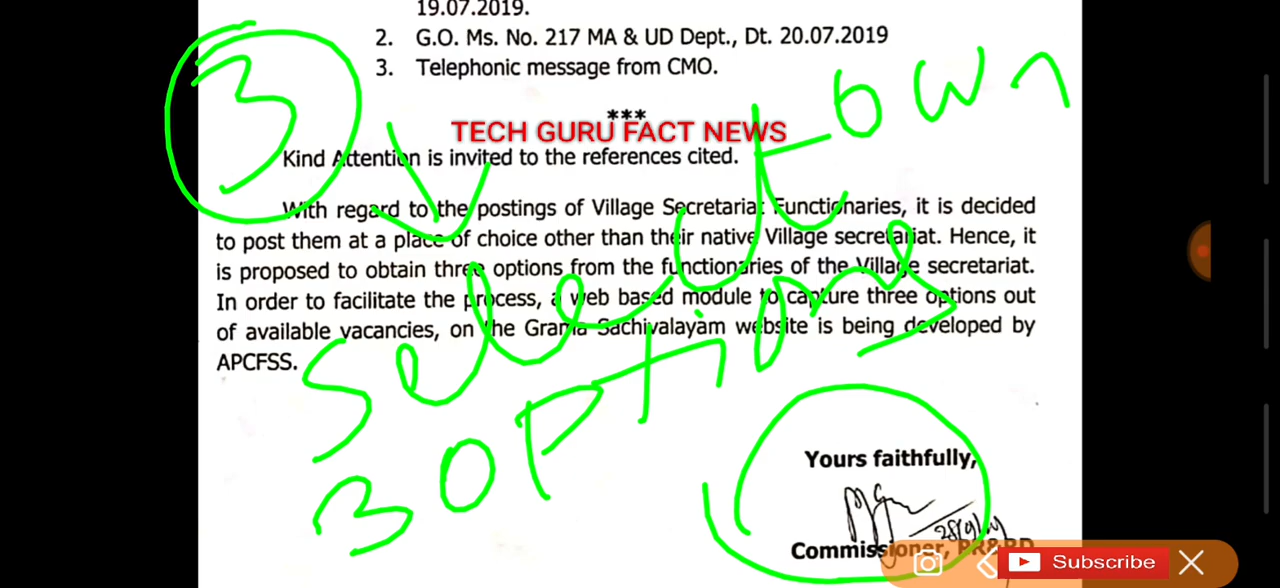 19.07.2019.
2. G.O. Ms. No. 217 MA & UD Dept., Dt. 20.07.2019
3. Telephonic message from CMO.
***
TECH GURU FACT NEWS
Kind Attention is invited to the references cited.
With regard to the postings of Village Secretariat Functionaries, it is decided
to post them at a place of choice other than their native Village secretariat. Hence, it
is proposed to obtain three options from the functionaries of the Village secretariat.
In order to facilitate the process, a web based module to capture three options out
of available vacancies, on the Grama Sachivalayam website is being developed by
APCFSS.
3
select own
3 options
Yours faithfully,
Commissioner, PR&RD
Subscribe